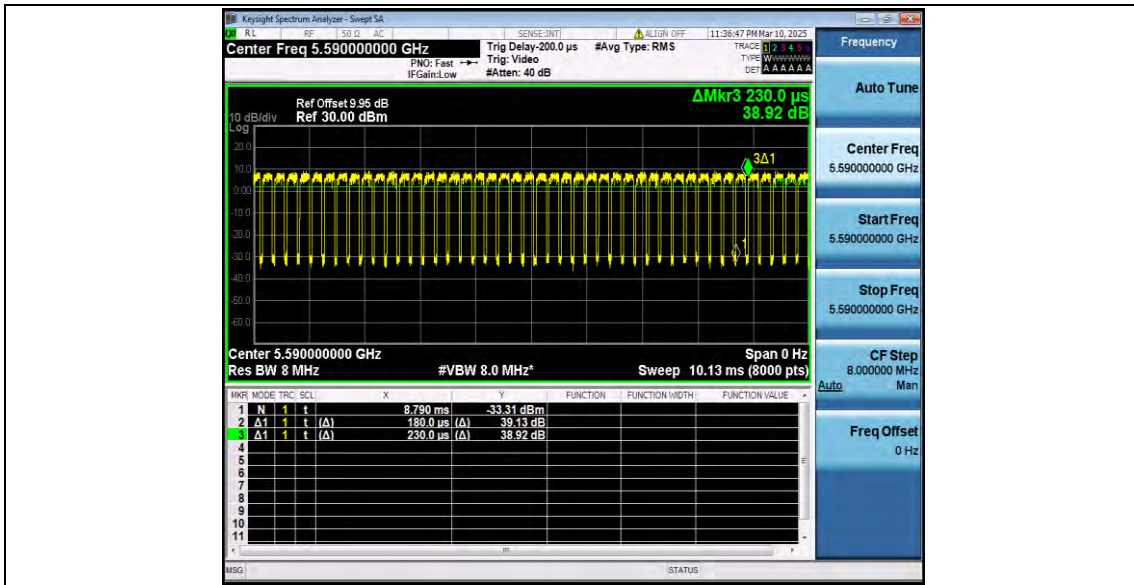 Keysight Spectrum Analyzer - Swept SA
RL RF 50 Ω AC SENSE:INT ALIGN OFF 11:36:47 PM Mar 10, 2025
Center Freq 5.590000000 GHz
Trig Delay-200.0 µs #Avg Type: RMS
TRACE 1 2 3 4 5 6
PNO: Fast Trig: Video
TYPE WWWWWW
IFGain:Low #Atten: 40 dB
DET A A A A A A
ΔMkr3 230.0 µs
38.92 dB
Ref Offset 9.95 dB
10 dB/div Ref 30.00 dBm
Log
20.0
10.0
0.00
-10.0
-20.0
-30.0
-40.0
-50.0
-60.0
3Δ1
1
Center 5.590000000 GHz Span 0 Hz
Res BW 8 MHz #VBW 8.0 MHz* Sweep 10.13 ms (8000 pts)
MKR MODE TRC SCL X Y FUNCTION FUNCTION WIDTH FUNCTION VALUE
1 N 1 t 8.790 ms -33.31 dBm
2 Δ1 1 t (Δ) 180.0 µs (Δ) 39.13 dB
3 Δ1 1 t (Δ) 230.0 µs (Δ) 38.92 dB
4
5
6
7
8
9
10
11
MSG STATUS
Frequency
Auto Tune
Center Freq
5.590000000 GHz
Start Freq
5.590000000 GHz
Stop Freq
5.590000000 GHz
CF Step
8.000000 MHz
Auto Man
Freq Offset
0 Hz